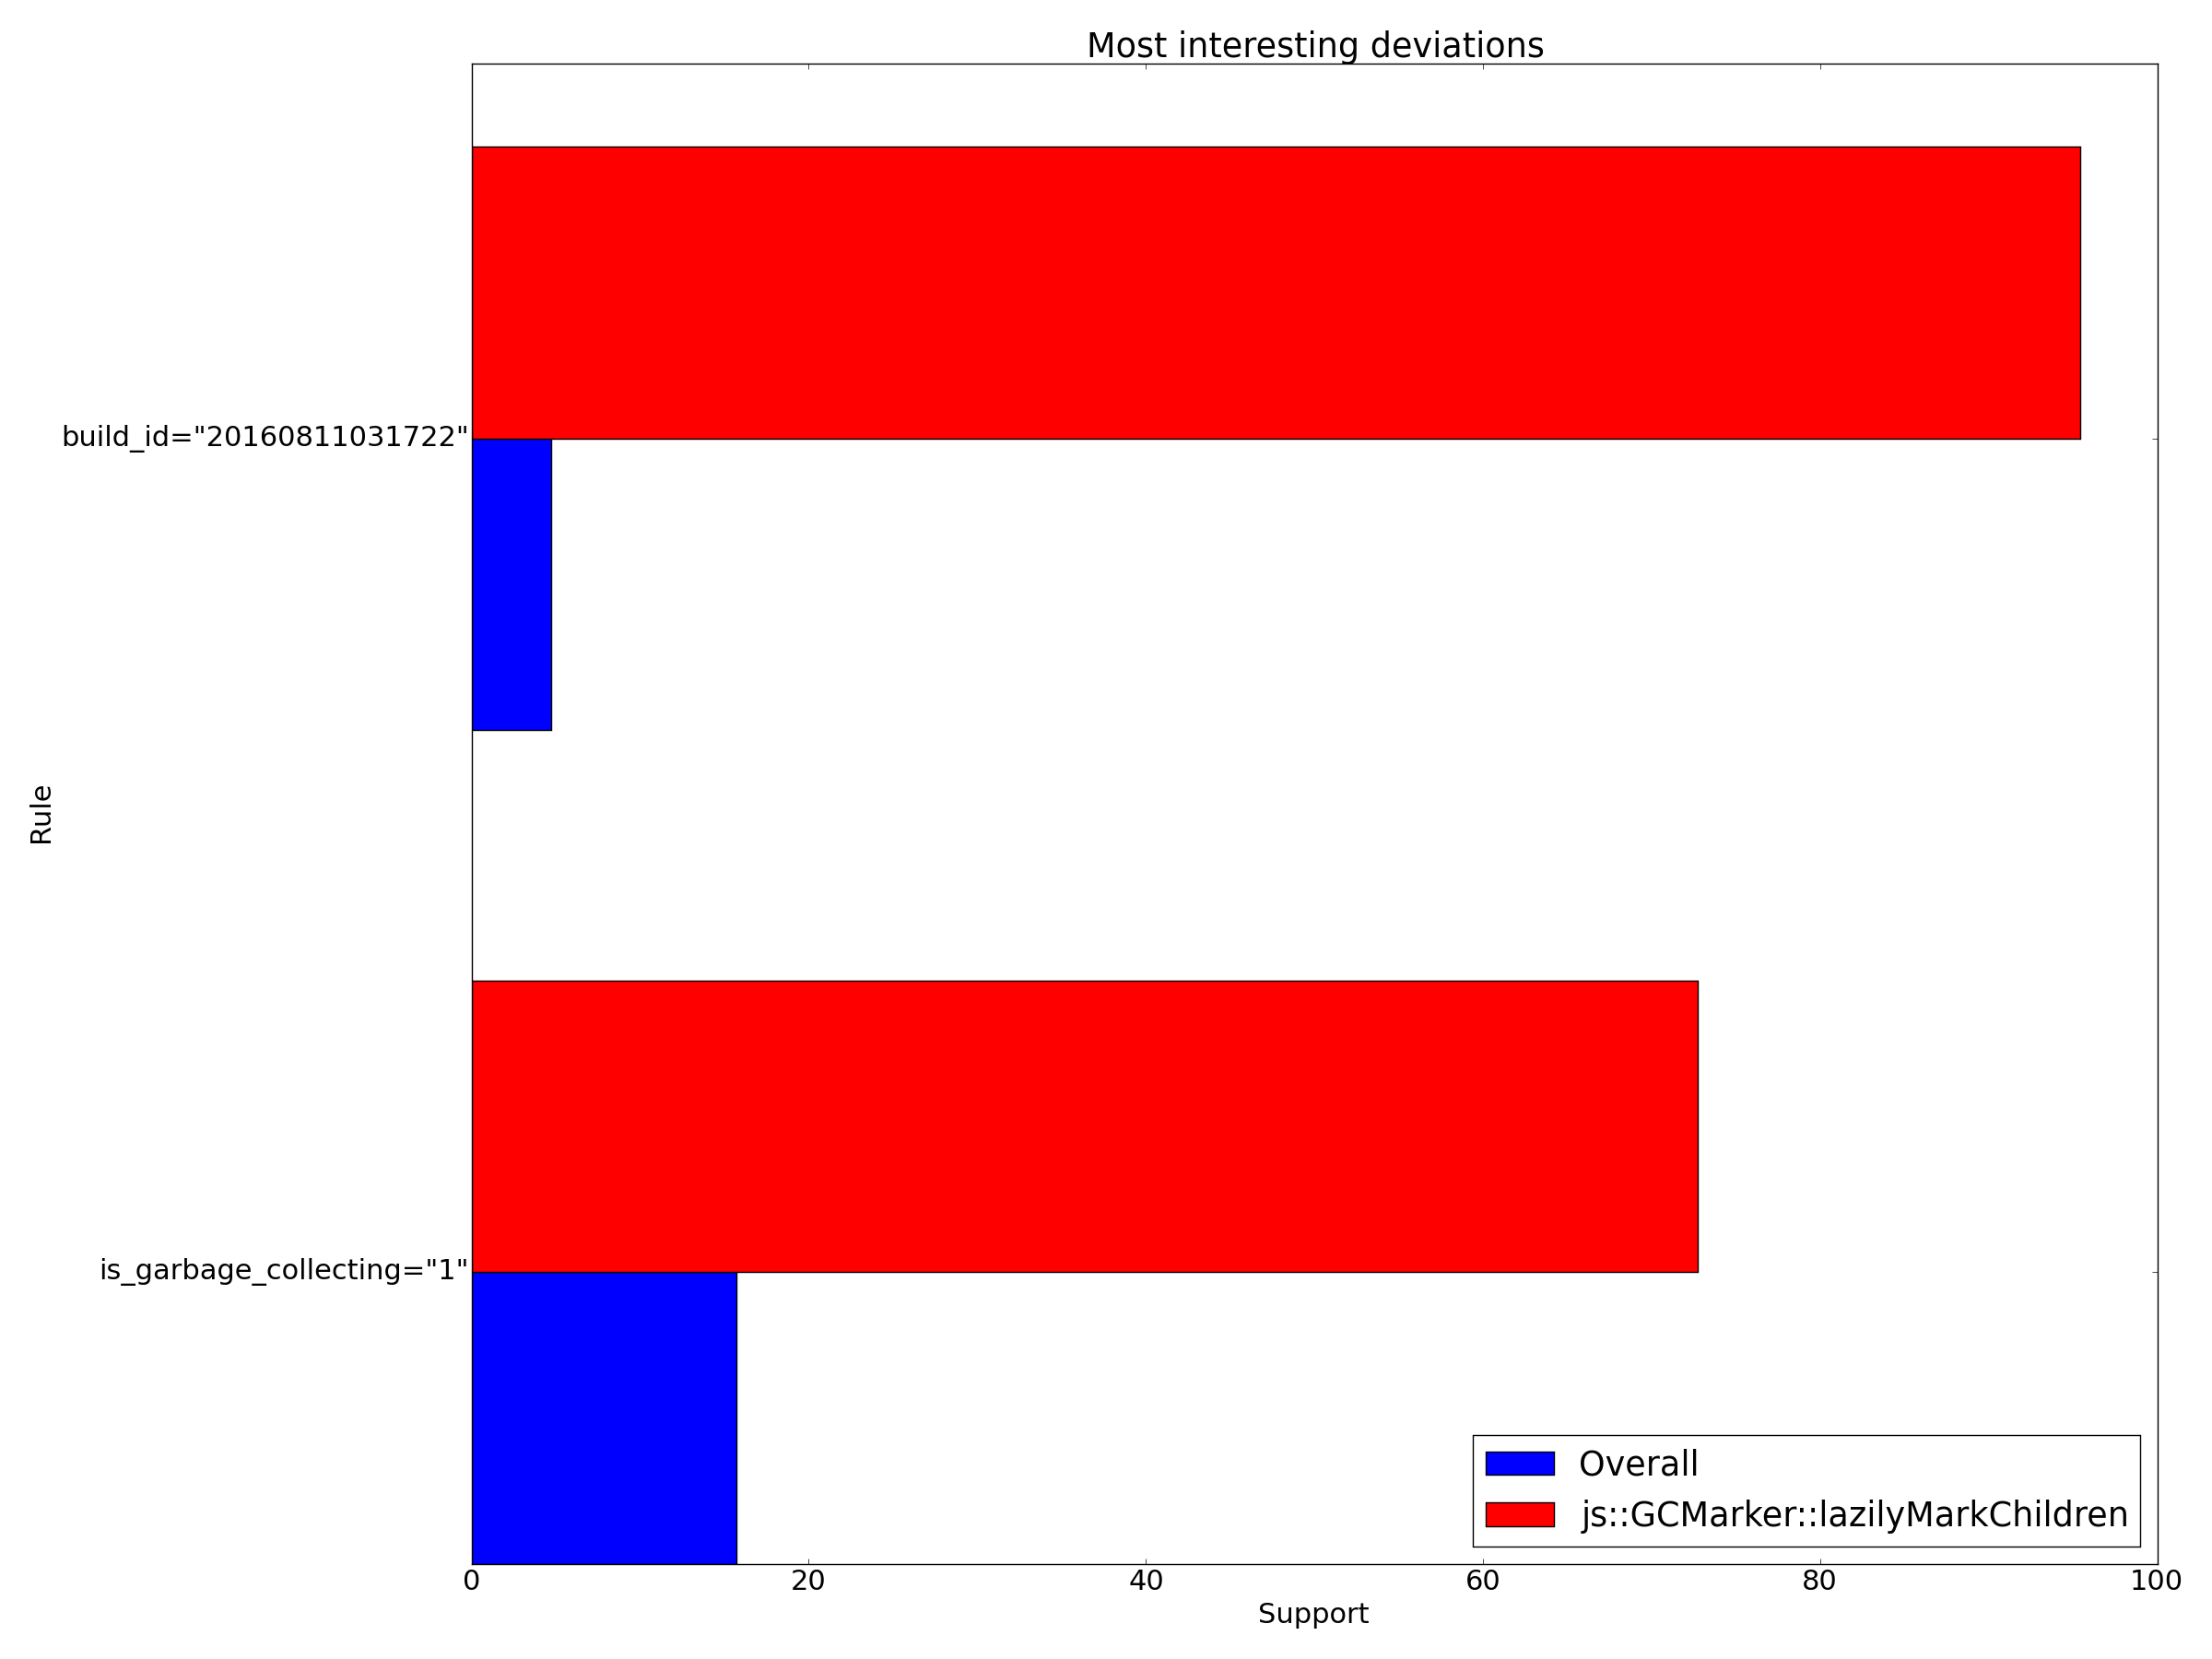 Most interesting deviations
build_id="20160811031722"
Rule
is_garbage_collecting="1"
Overall
js::GCMarker::lazilyMarkChildren
0 20 40 60 80 100
Support